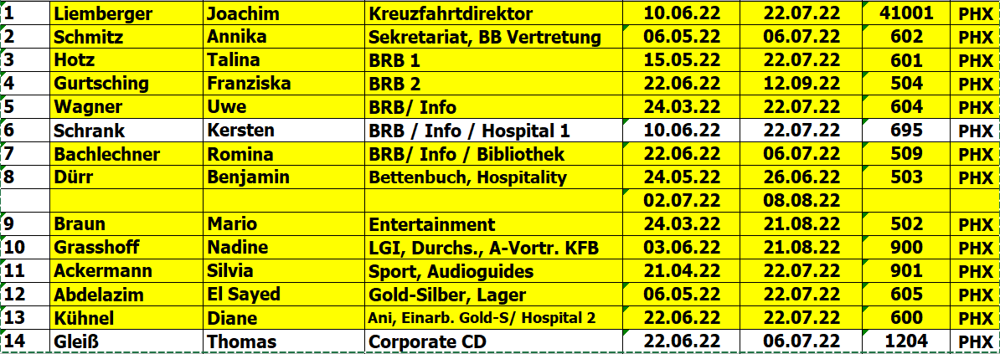 1 Liemberger Joachim Kreuzfahrtdirektor 10.06.22 22.07.22 41001 PHX
2 Schmitz Annika Sekretariat, BB Vertretung 06.05.22 06.07.22 602 PHX
3 Hotz Talina BRB 1 15.05.22 22.07.22 601 PHX
4 Gurtsching Franziska BRB 2 22.06.22 12.09.22 504 PHX
5 Wagner Uwe BRB/ Info 24.03.22 22.07.22 604 PHX
6 Schrank Kersten BRB / Info / Hospital 1 10.06.22 22.07.22 695 PHX
7 Bachlechner Romina BRB/ Info / Bibliothek 22.06.22 06.07.22 509 PHX
8 Dürr Benjamin Bettenbuch, Hospitality 24.05.22 26.06.22 503 PHX
02.07.22 08.08.22
9 Braun Mario Entertainment 24.03.22 21.08.22 502 PHX
10 Grasshoff Nadine LGI, Durchs., A-Vortr. KFB 03.06.22 21.08.22 900 PHX
11 Ackermann Silvia Sport, Audioguides 21.04.22 22.07.22 901 PHX
12 Abdelazim El Sayed Gold-Silber, Lager 06.05.22 22.07.22 605 PHX
13 Kühnel Diane Ani, Einarb. Gold-S/ Hospital 2 22.06.22 22.07.22 600 PHX
14 Gleiß Thomas Corporate CD 22.06.22 06.07.22 1204 PHX